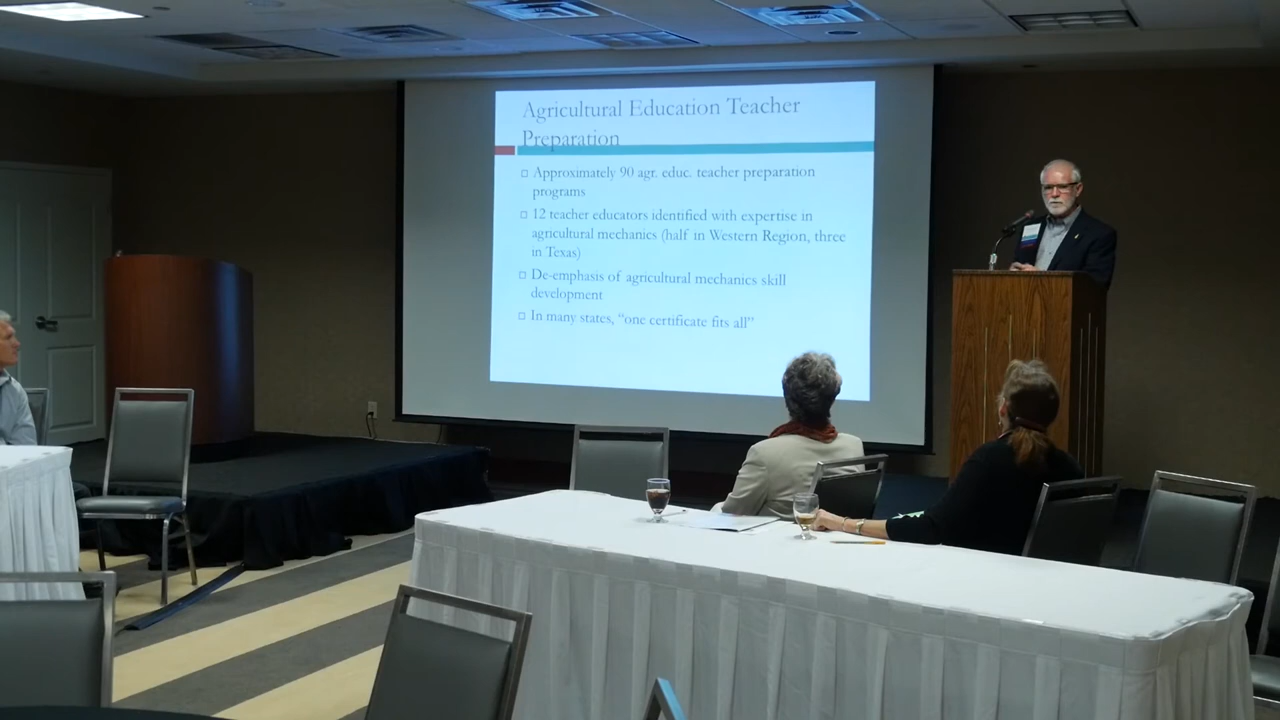 Agricultural Education Teacher
Preparation
Approximately 90 agr. educ. teacher preparation
programs
12 teacher educators identified with expertise in
agricultural mechanics (half in Western Region, three
in Texas)
De-emphasis of agricultural mechanics skill
development
In many states, “one certificate fits all”